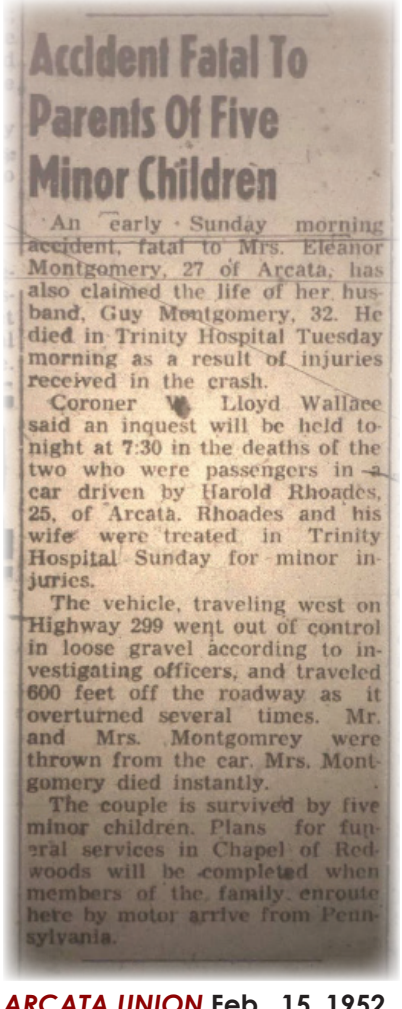 Accident Fatal To
Parents Of Five
Minor Children
An early Sunday morning
accident, fatal to Mrs. Eleanor
Montgomery, 27 of Arcata, has
also claimed the life of her hus-
band, Guy Montgomery, 32. He
died in Trinity Hospital Tuesday
morning as a result of injuries
received in the crash.
Coroner W. Lloyd Wallace
said an inquest will be held to-
night at 7:30 in the deaths of the
two who were passengers in a
car driven by Harold Rhoades,
25, of Arcata. Rhoades and his
wife were treated in Trinity
Hospital Sunday for minor in-
juries.
The vehicle, traveling west on
Highway 299 went out of control
in loose gravel according to in-
vestigating officers, and traveled
600 feet off the roadway as it
overturned several times. Mr.
and Mrs. Montgomrey were
thrown from the car. Mrs. Mont-
gomery died instantly.
The couple is survived by five
minor children. Plans for fun-
eral services in Chapel of Red-
woods will be completed when
members of the family enroute
here by motor arrive from Penn-
sylvania.
ARCATA UNION Feb. 15, 1952